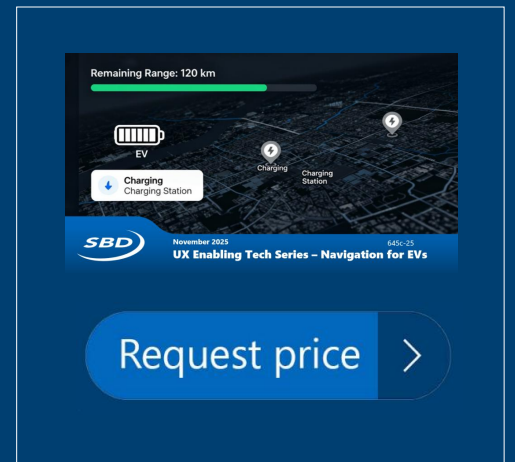 Remaining Range: 120 km
EV
Charging
Charging
Station
Charging
Charging Station
SBD
November 2025
645c-25
UX Enabling Tech Series – Navigation for EVs
Request price